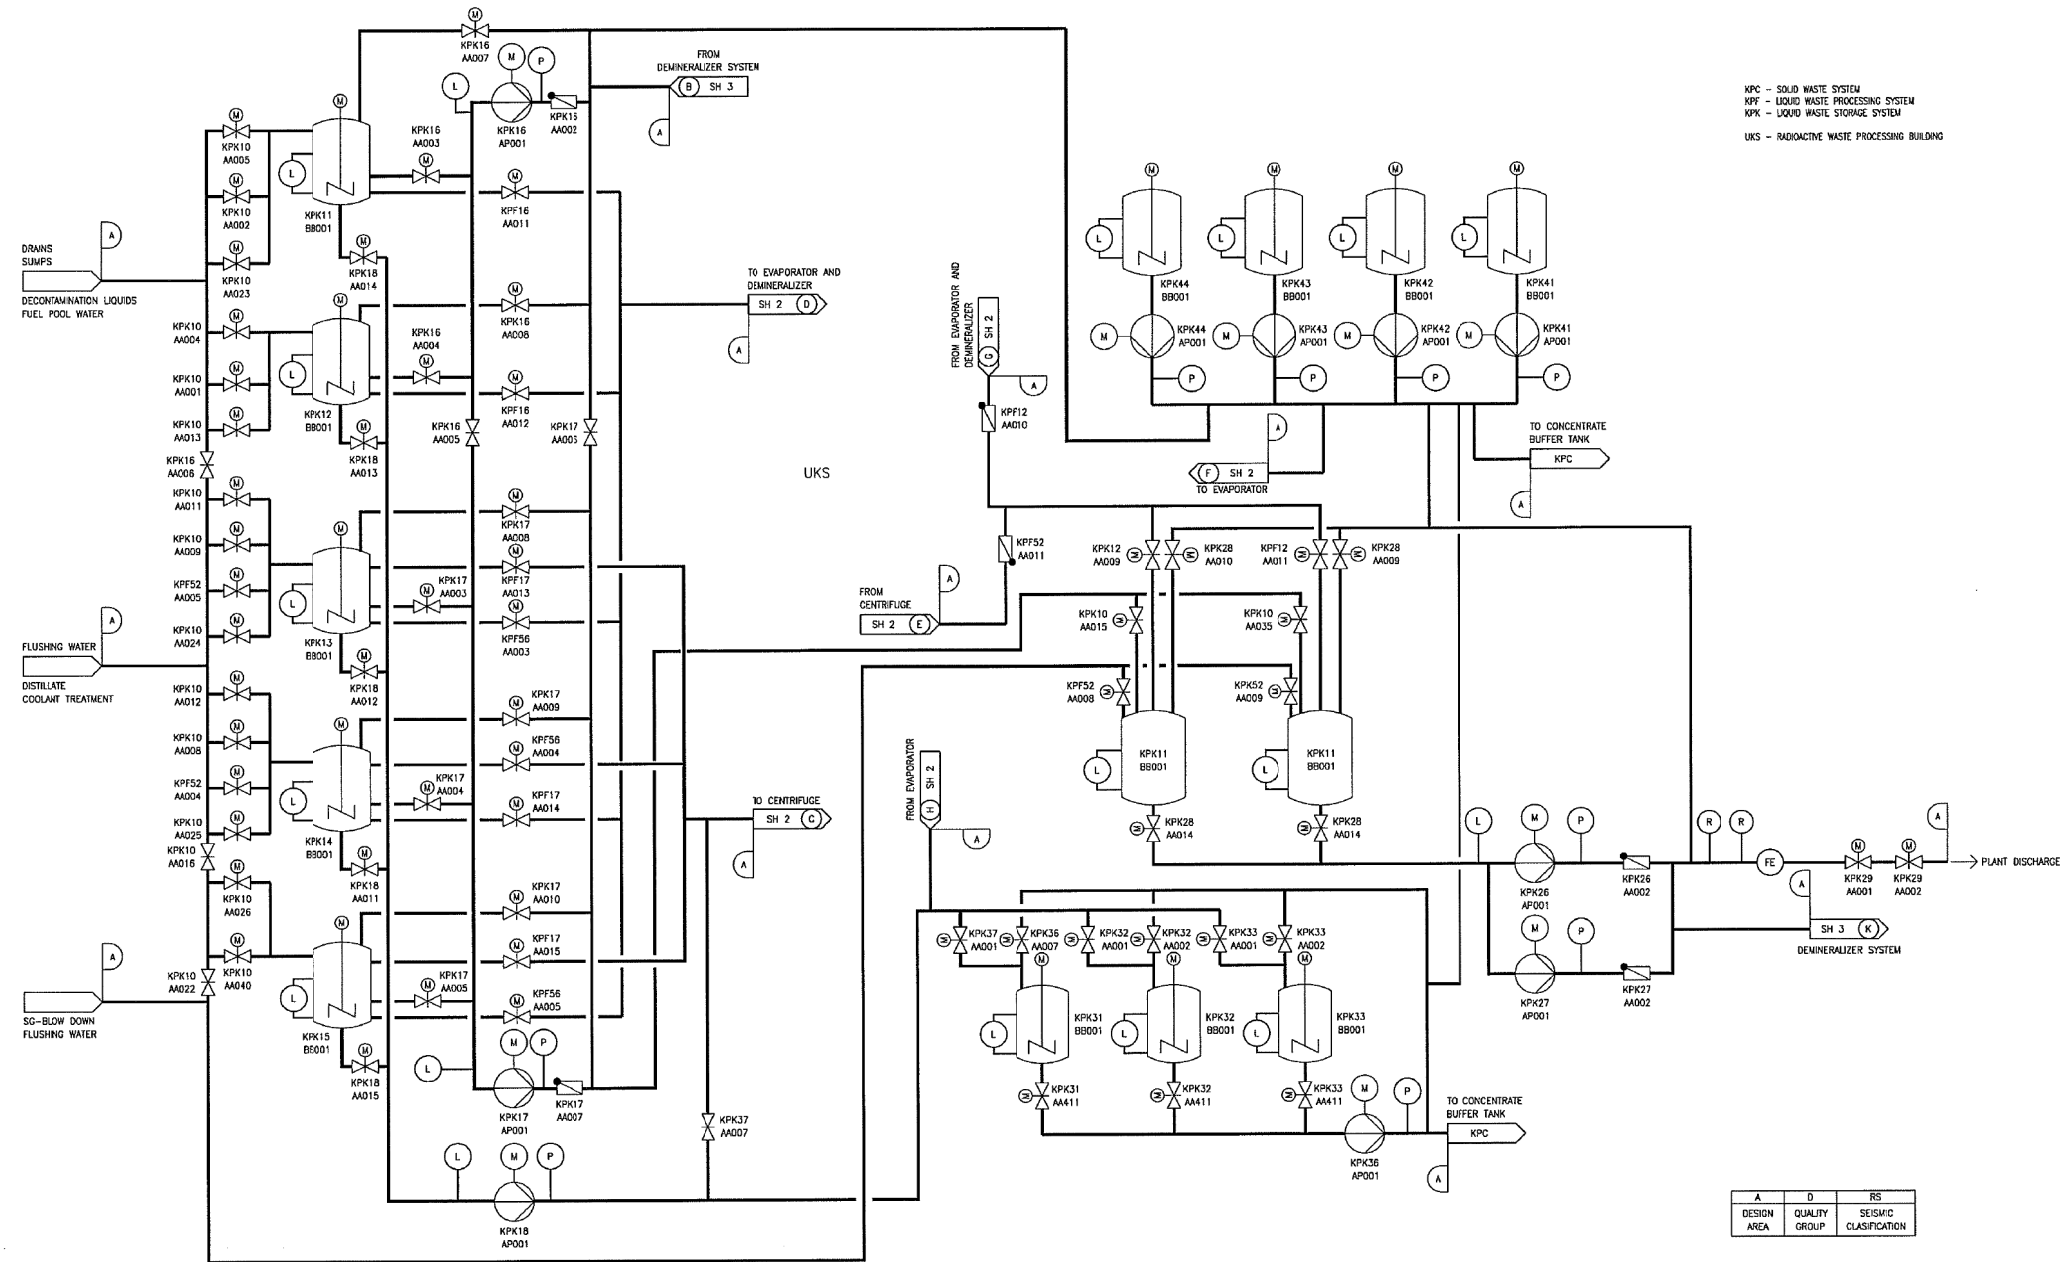 M
KPK16
AA007
M
P
L
KPK16
AP001
KPK16
AA002
FROM
DEMINERALIZER SYSTEM
B SH 3
A
KPC - SOLID WASTE SYSTEM
KPF - LIQUID WASTE PROCESSING SYSTEM
KPK - LIQUID WASTE STORAGE SYSTEM
UKS - RADIOACTIVE WASTE PROCESSING BUILDING
M
KPK10
AA005
M
KPK10
AA002
M
KPK10
AA023
M
L
KPK11
BB001
KPK16
AA003
M
M
KPF16
AA011
M
KPK18
AA014
A
DRAINS
SUMPS
DECONTAMINATION LIQUIDS
FUEL POOL WATER
KPK10
AA004
M
KPK10
AA001
M
KPK10
AA013
M
KPK16
AA006
M
L
KPK12
BB001
KPK16
AA004
M
M
KPK16
AA008
M
KPF16
AA012
M
KPK18
AA013
KPK16
AA005
KPK17
AA006
TO EVAPORATOR AND
DEMINERALIZER
SH 2 D
A
UKS
KPK10
AA011
M
KPK10
AA009
M
KPF52
AA005
M
KPK10
AA024
M
M
L
KPK13
BB001
KPK17
AA003
M
M
KPK17
AA008
M
KPF17
AA013
M
KPF56
AA003
M
KPK18
AA012
A
FLUSHING WATER
DISTILLATE
COOLANT TREATMENT
KPK10
AA012
M
KPK10
AA008
M
KPF52
AA004
M
KPK10
AA025
M
KPK10
AA016
M
L
KPK14
BB001
KPK17
AA004
M
M
KPK17
AA009
M
KPF56
AA004
M
KPF17
AA014
M
KPK18
AA011
TO CENTRIFUGE
SH 2 C
A
M
KPK10
AA026
M
KPK10
AA040
KPK10
AA022
M
L
KPK15
BB001
KPK17
AA005
M
M
KPK17
AA010
M
KPF17
AA015
M
KPF56
AA005
M
KPK18
AA015
A
SG-BLOW DOWN
FLUSHING WATER
L
M
P
KPK17
AP001
KPK17
AA007
KPK37
AA007
L
M
P
KPK18
AP001
M
L
KPK44
BB001
M
L
KPK43
BB001
M
L
KPK42
BB001
M
L
KPK41
BB001
M
KPK44
AP001
P
M
KPK43
AP001
P
M
KPK42
AP001
P
M
KPK41
AP001
P
FROM EVAPORATOR AND
DEMINERALIZER
G SH 2
A
KPF12
AA010
A
F SH 2
TO EVAPORATOR
TO CONCENTRATE
BUFFER TANK
KPC
A
KPF52
AA011
FROM
CENTRIFUGE
SH 2 E
A
KPK12
AA009
M
M
KPK28
AA010
KPF12
AA011
M
M
KPK28
AA009
KPK10
AA015
M
KPK10
AA035
M
KPF52
AA008
M
KPK52
AA009
M
KPK11
BB001
L
KPK11
BB001
L
M
KPK28
AA014
M
KPK28
AA014
FROM EVAPORATOR
H SH 2
A
M
KPK37
AA001
M
KPK36
AA007
M
KPK32
AA001
M
KPK32
AA002
M
KPK33
AA001
M
KPK33
AA002
M
L
KPK31
BB001
M
L
KPK32
BB001
M
L
KPK33
BB001
M
KPK31
AA411
M
KPK32
AA411
M
KPK33
AA411
M
P
KPK36
AP001
TO CONCENTRATE
BUFFER TANK
KPC
A
L
M
P
KPK26
AP001
KPK26
AA002
M
P
KPK27
AP001
KPK27
AA002
R
R
FE
M
KPK29
AA001
M
KPK29
AA002
A
PLANT DISCHARGE
A
SH 3 K
DEMINERALIZER SYSTEM
A D RS
DESIGN AREA QUALITY GROUP SEISMIC CLASIFICATION